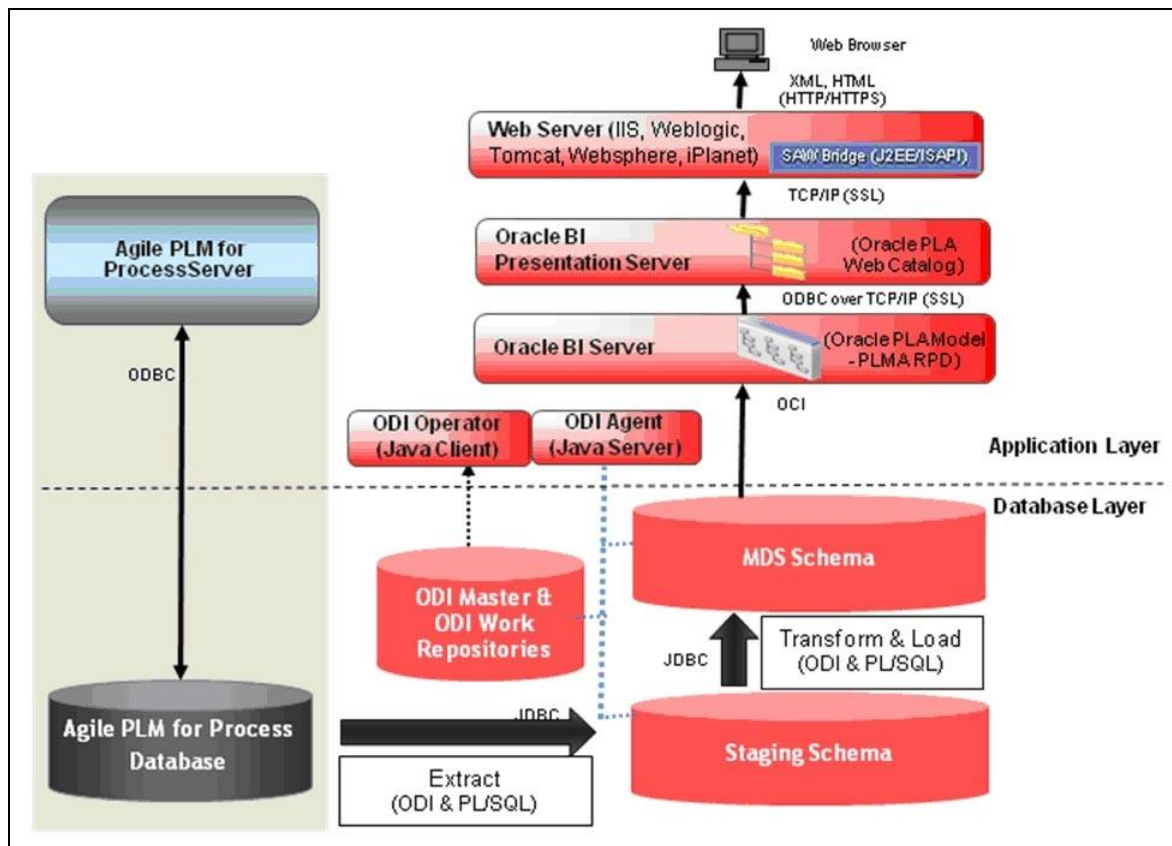 Web Browser
XML, HTML
(HTTP/HTTPS)
Web Server (IIS, Weblogic,
Tomcat, Websphere, iPlanet)
SAW Bridge (J2EE/ISAPI)
TCP/IP (SSL)
Agile PLM for
ProcessServer
Oracle BI
Presentation Server
(Oracle PLA
Web Catalog)
ODBC over TCP/IP (SSL)
Oracle BI Server
(Oracle PLAModel
- PLMA RPD)
ODBC
OCI
ODI Operator
(Java Client)
ODI Agent
(Java Server)
Application Layer
Database Layer
MDS Schema
ODI Master &
ODI Work
Repositories
JDBC
Transform & Load
(ODI & PL/SQL)
Agile PLM for Process
Database
JDBC
Staging Schema
Extract
(ODI & PL/SQL)